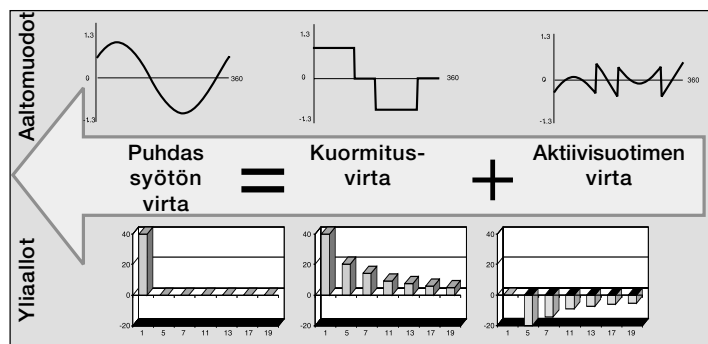 Aaltomuodot
1.3
0
-1.3
360
1.3
0
-1.3
360
1.3
0
-1.3
360
Puhdas
syötön
virta
=
Kuormitus-
virta
+
Aktiivisuotimen
virta
Yliaallot
40
20
0
-20
1 5 7 11 13 17 19
40
20
0
-20
1 5 7 11 13 17 19
40
20
0
-20
1 5 7 11 13 17 19